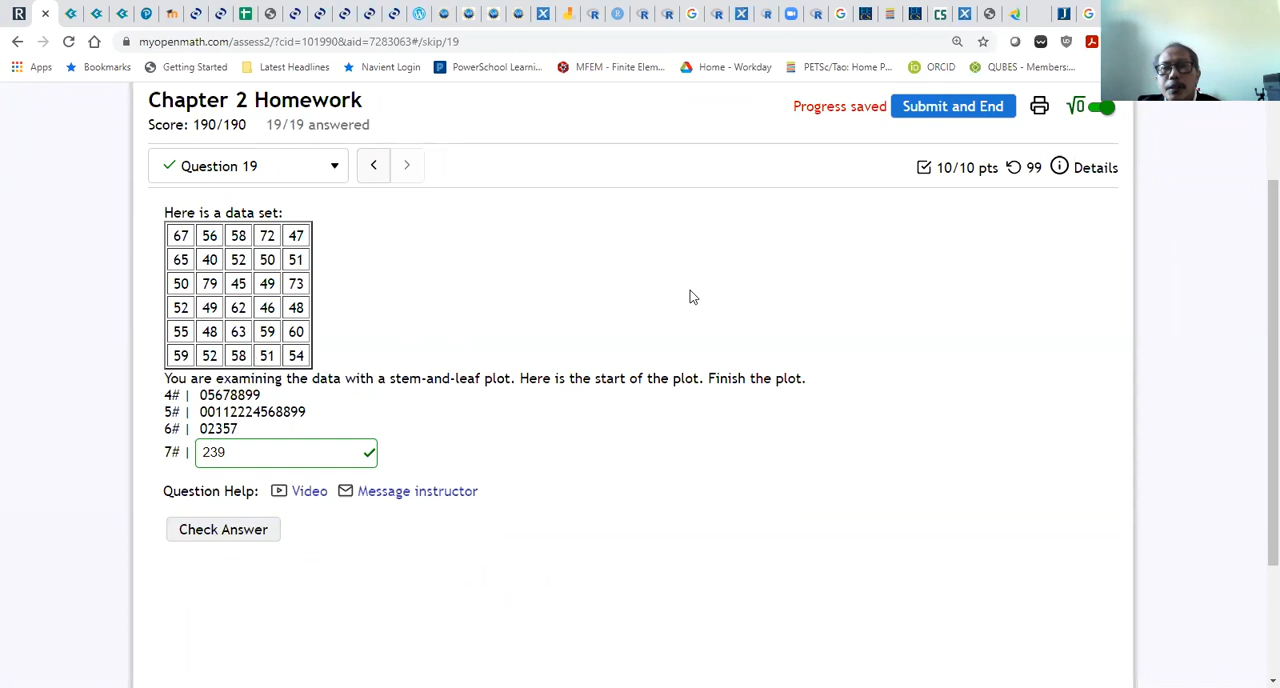 myopenmath.com/assess2/?cid=101990&aid=7283063#/skip/19
Apps Bookmarks Getting Started Latest Headlines Navient Login PowerSchool Learni... MFEM - Finite Elem... Home - Workday PETSc/Tao: Home P... ORCID QUBES - Members:...
Chapter 2 Homework
Progress saved Submit and End √0
Score: 190/190 19/19 answered
Question 19 < > 10/10 pts 99 Details
Here is a data set:
67 56 58 72 47
65 40 52 50 51
50 79 45 49 73
52 49 62 46 48
55 48 63 59 60
59 52 58 51 54
You are examining the data with a stem-and-leaf plot. Here is the start of the plot. Finish the plot.
4# | 05678899
5# | 00112224568899
6# | 02357
7# | 239
Question Help: Video Message instructor
Check Answer